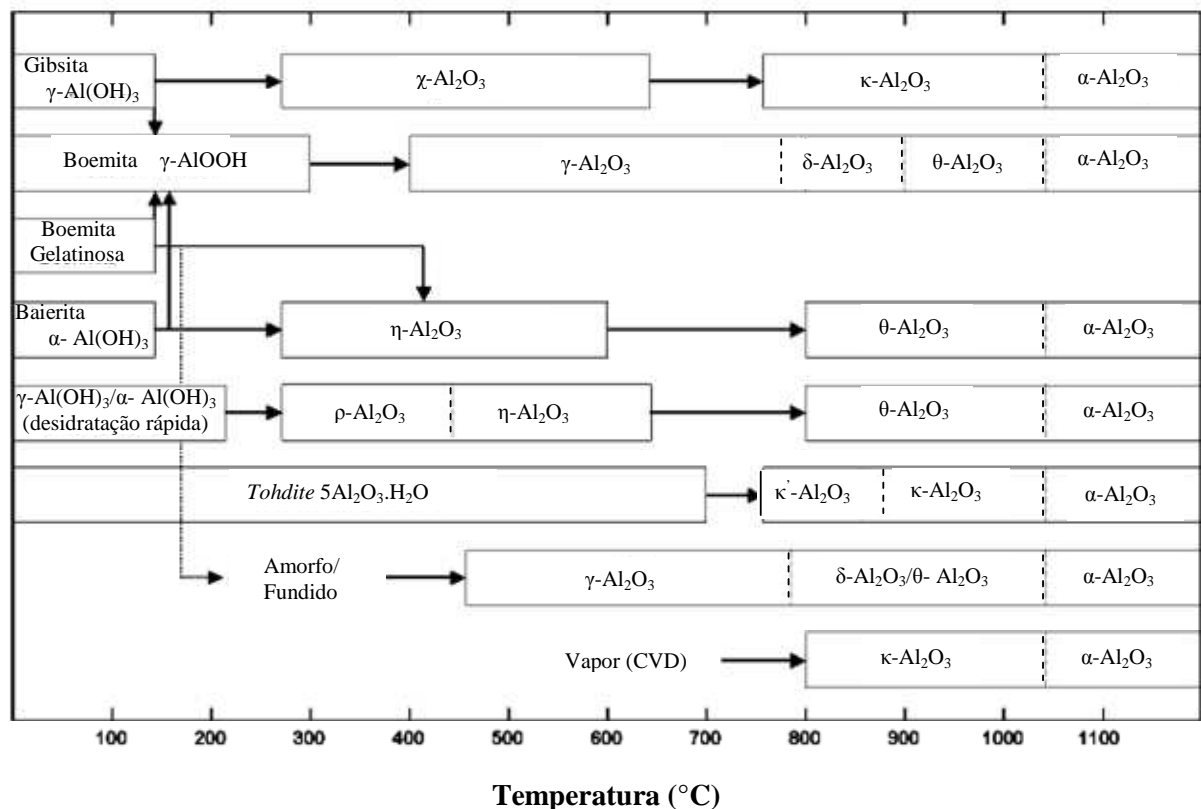 Gibsita
γ-Al(OH)₃
χ-Al₂O₃
κ-Al₂O₃
α-Al₂O₃
Boemita γ-AlOOH
γ-Al₂O₃
δ-Al₂O₃
θ-Al₂O₃
α-Al₂O₃
Boemita
Gelatinosa
Baierita
α- Al(OH)₃
η-Al₂O₃
θ-Al₂O₃
α-Al₂O₃
γ-Al(OH)₃/α- Al(OH)₃
(desidratação rápida)
ρ-Al₂O₃
η-Al₂O₃
θ-Al₂O₃
α-Al₂O₃
Tohdite 5Al₂O₃.H₂O
κ'-Al₂O₃
κ-Al₂O₃
α-Al₂O₃
Amorfo/
Fundido
γ-Al₂O₃
δ-Al₂O₃/θ- Al₂O₃
α-Al₂O₃
Vapor (CVD)
κ-Al₂O₃
α-Al₂O₃
100 200 300 400 500 600 700 800 900 1000 1100
Temperatura (°C)